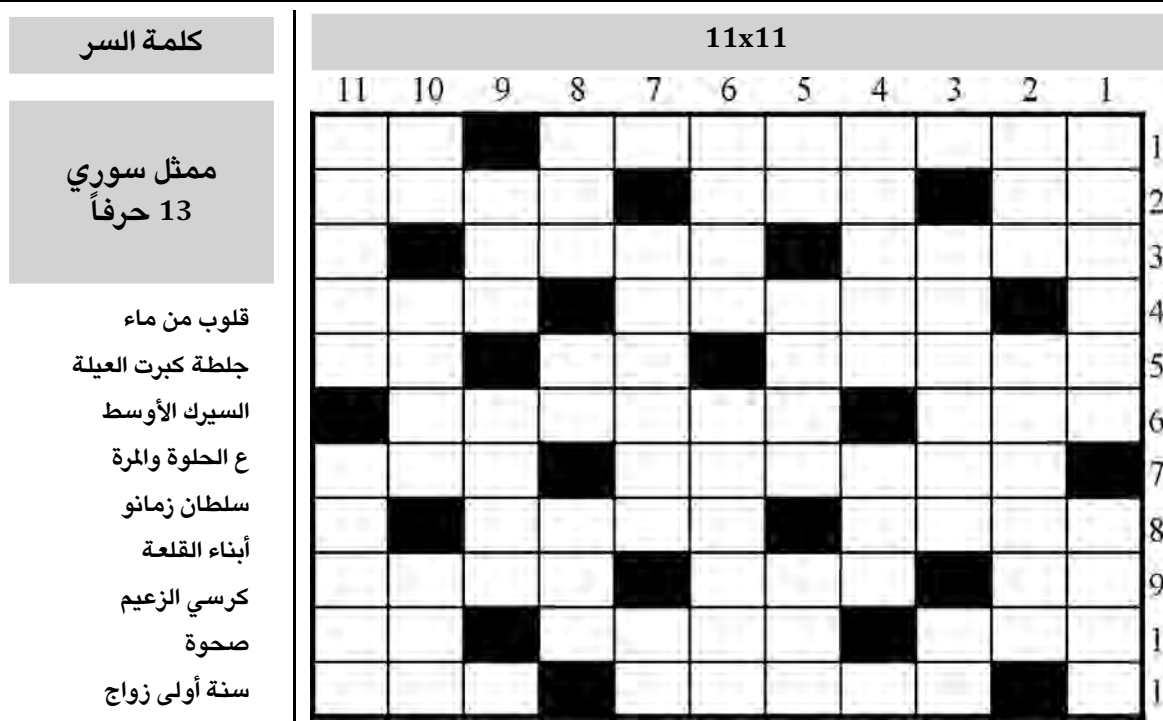 11x11
11 10 9 8 7 6 5 4 3 2 1
1
2
3
4
5
6
7
8
9
1
1
كلمة السر
ممثل سوري
13 حرفاً
قلوب من ماء
جلطة كبرت العيلة
السيرك الأوسط
ع الحلوة والمرة
سلطان زمانو
أبناء القلعة
كرسي الزعيم
صحوة
سنة أولى زواج